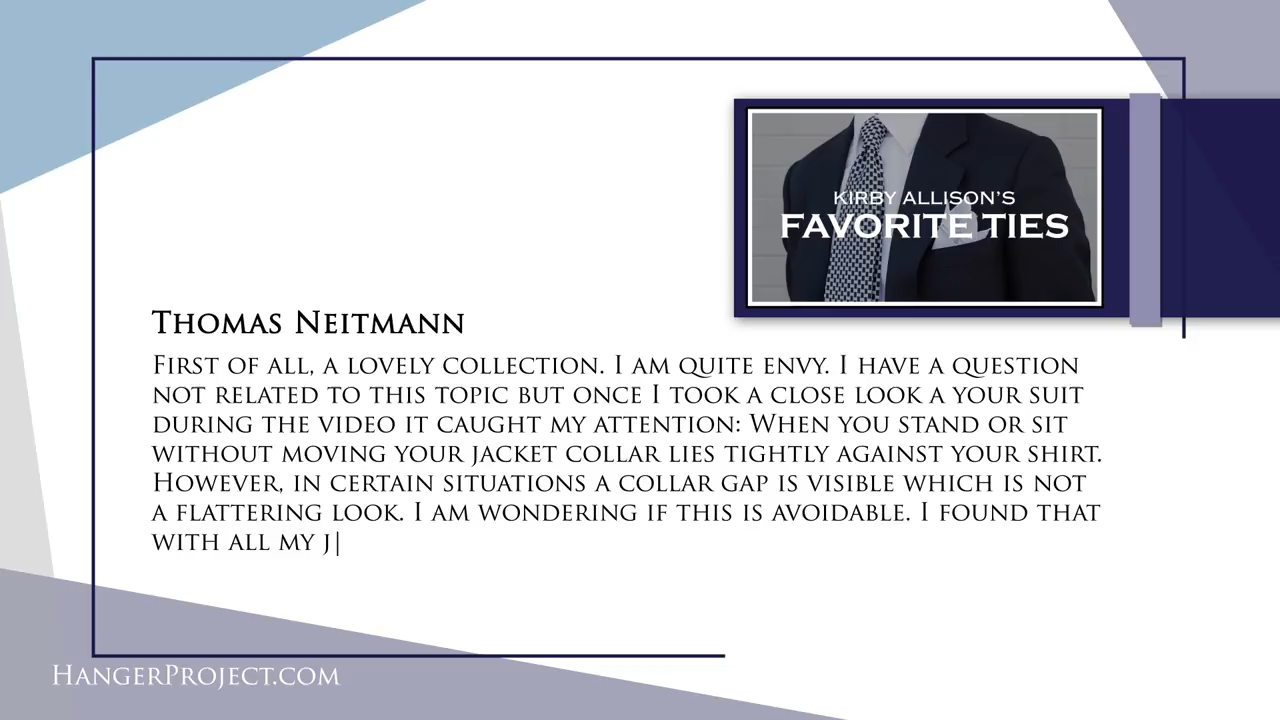 KIRBY ALLISON'S
FAVORITE TIES
Thomas Neitmann
First of all, a lovely collection. I am quite envy. I have a question
not related to this topic but once I took a close look a your suit
during the video it caught my attention: When you stand or sit
without moving your jacket collar lies tightly against your shirt.
However, in certain situations a collar gap is visible which is not
a flattering look. I am wondering if this is avoidable. I found that
with all my j|
HangerProject.com